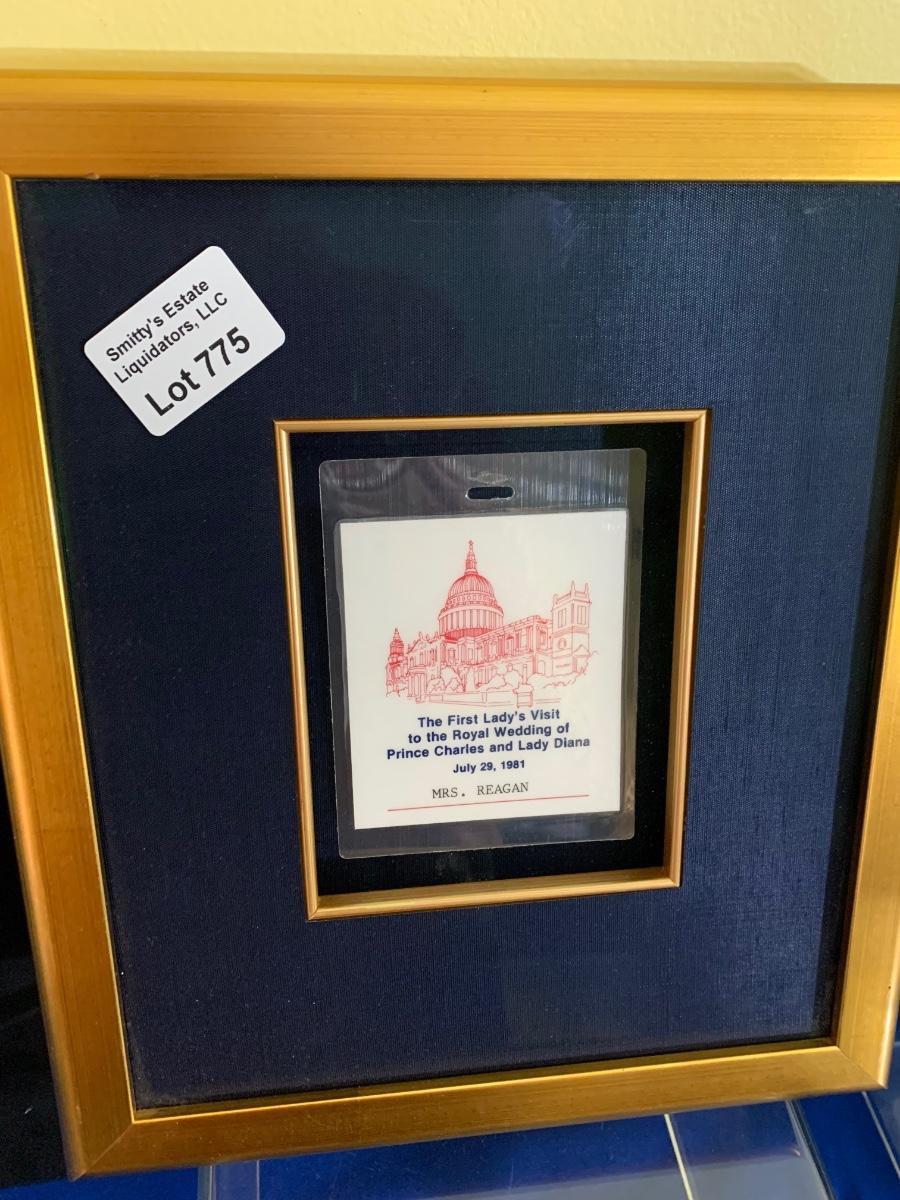 Smitty's Estate
Liquidators, LLC
Lot 775
The First Lady's Visit
to the Royal Wedding of
Prince Charles and Lady Diana
July 29, 1981
MRS. REAGAN